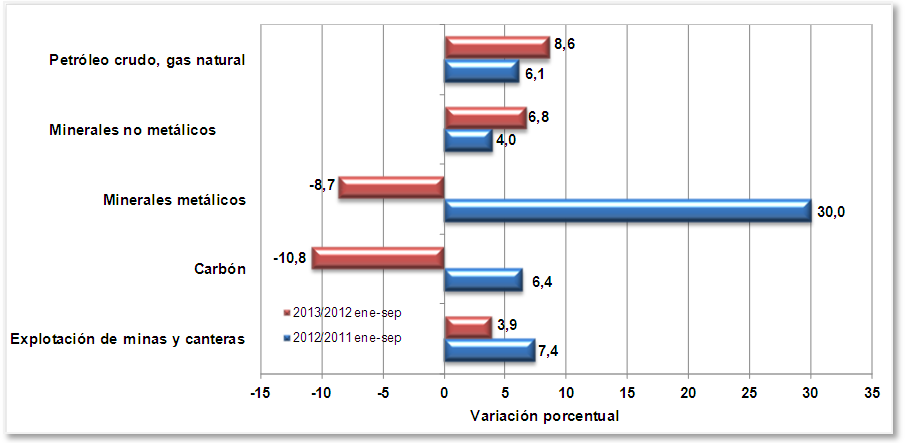 Petróleo crudo, gas natural
8,6
6,1
Minerales no metálicos
6,8
4,0
Minerales metálicos
-8,7
30,0
Carbón
-10,8
6,4
Explotación de minas y canteras
3,9
7,4
2013/2012 ene-sep
2012/2011 ene-sep
-15 -10 -5 0 5 10 15 20 25 30 35
Variación porcentual